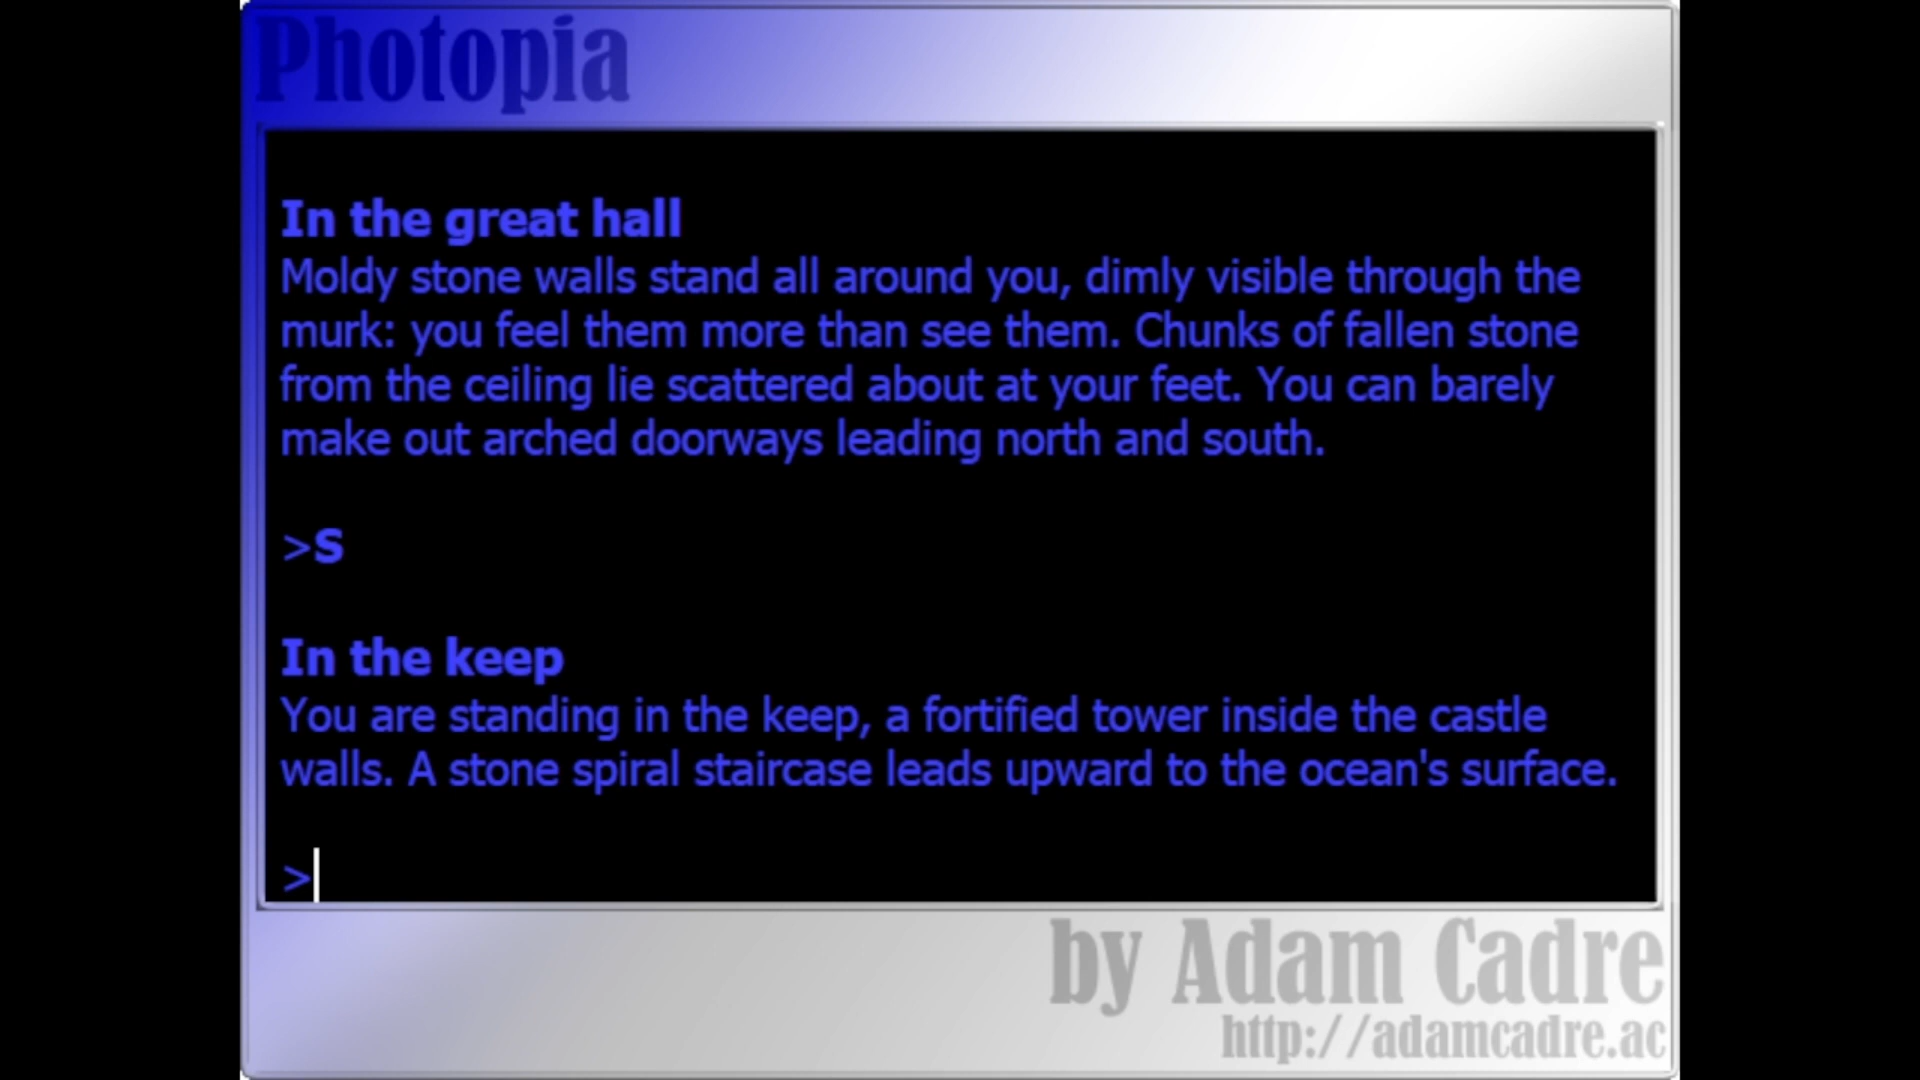 Photopia
In the great hall
Moldy stone walls stand all around you, dimly visible through the
murk: you feel them more than see them. Chunks of fallen stone
from the ceiling lie scattered about at your feet. You can barely
make out arched doorways leading north and south.
>S
In the keep
You are standing in the keep, a fortified tower inside the castle
walls. A stone spiral staircase leads upward to the ocean's surface.
>
by Adam Cadre
http://adamcadre.ac